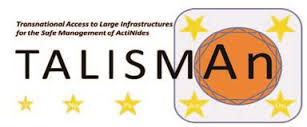 Transnational Access to Large Infrastructures
for the Safe Management of ActiNides
TALISMAn